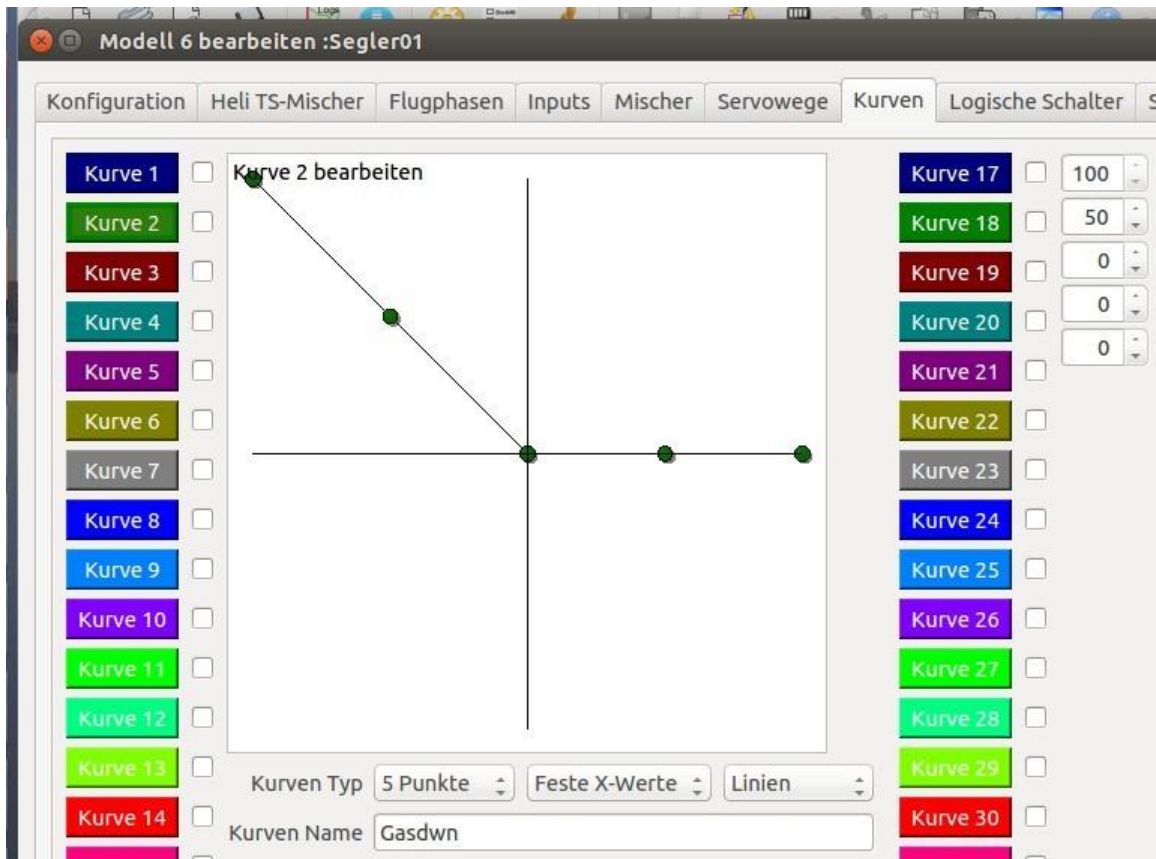 Modell 6 bearbeiten :Segler01
Konfiguration Heli TS-Mischer Flugphasen Inputs Mischer Servowege Kurven Logische Schalter
Kurve 1 Kurve 2 bearbeiten Kurve 17 100
Kurve 2 Kurve 18 50
Kurve 3 Kurve 19 0
Kurve 4 Kurve 20 0
Kurve 5 Kurve 21 0
Kurve 6 Kurve 22
Kurve 7 Kurve 23
Kurve 8 Kurve 24
Kurve 9 Kurve 25
Kurve 10 Kurve 26
Kurve 11 Kurve 27
Kurve 12 Kurve 28
Kurve 13 Kurven Typ 5 Punkte Feste X-Werte Linien Kurve 29
Kurve 14 Kurven Name Gasdwn Kurve 30